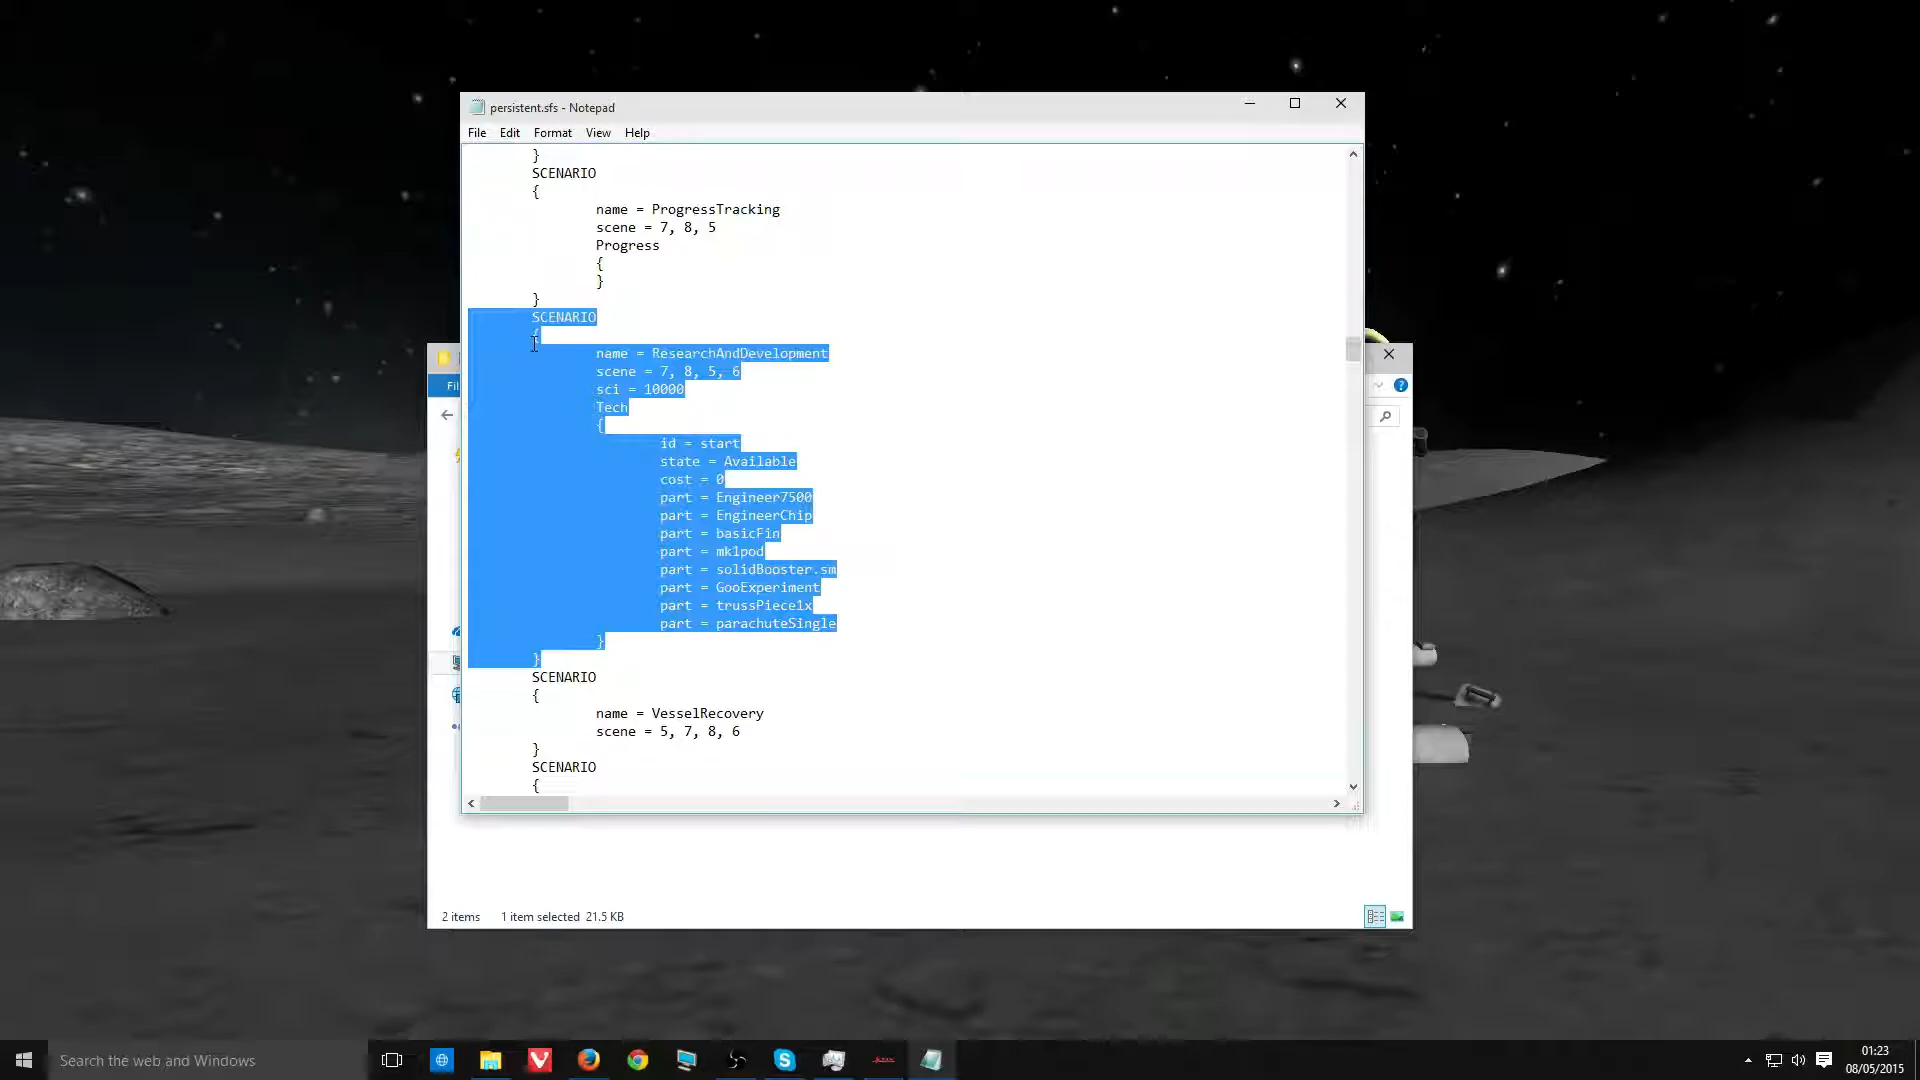 persistent.sfs - Notepad
File Edit Format View Help
}
SCENARIO
{
name = ProgressTracking
scene = 7, 8, 5
Progress
{
}
}
SCENARIO
{
name = ResearchAndDevelopment
scene = 7, 8, 5, 6
sci = 10000
Tech
{
id = start
state = Available
cost = 0
part = Engineer7500
part = EngineerChip
part = basicFin
part = mk1pod
part = solidBooster.sm
part = GooExperiment
part = trussPiece1x
part = parachuteSingle
}
}
SCENARIO
{
name = VesselRecovery
scene = 5, 7, 8, 6
}
SCENARIO
{
Fil
2 items 1 item selected 21.5 KB
Search the web and Windows
01:23
08/05/2015